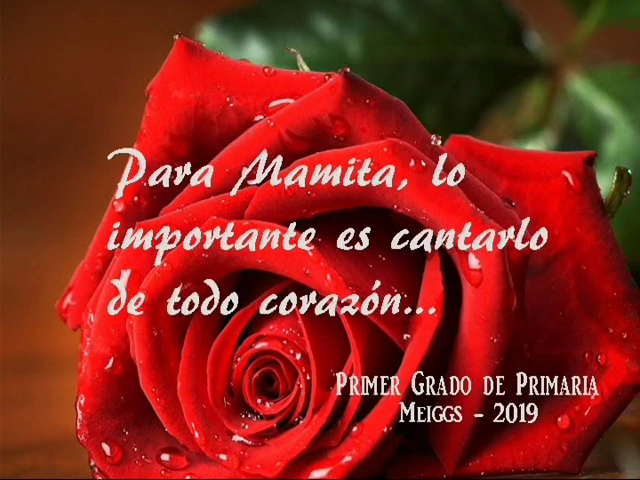 Para Mamita, lo
importante es cantarlo
de todo corazón...
Primer Grado de Primaria
Meiggs - 2019